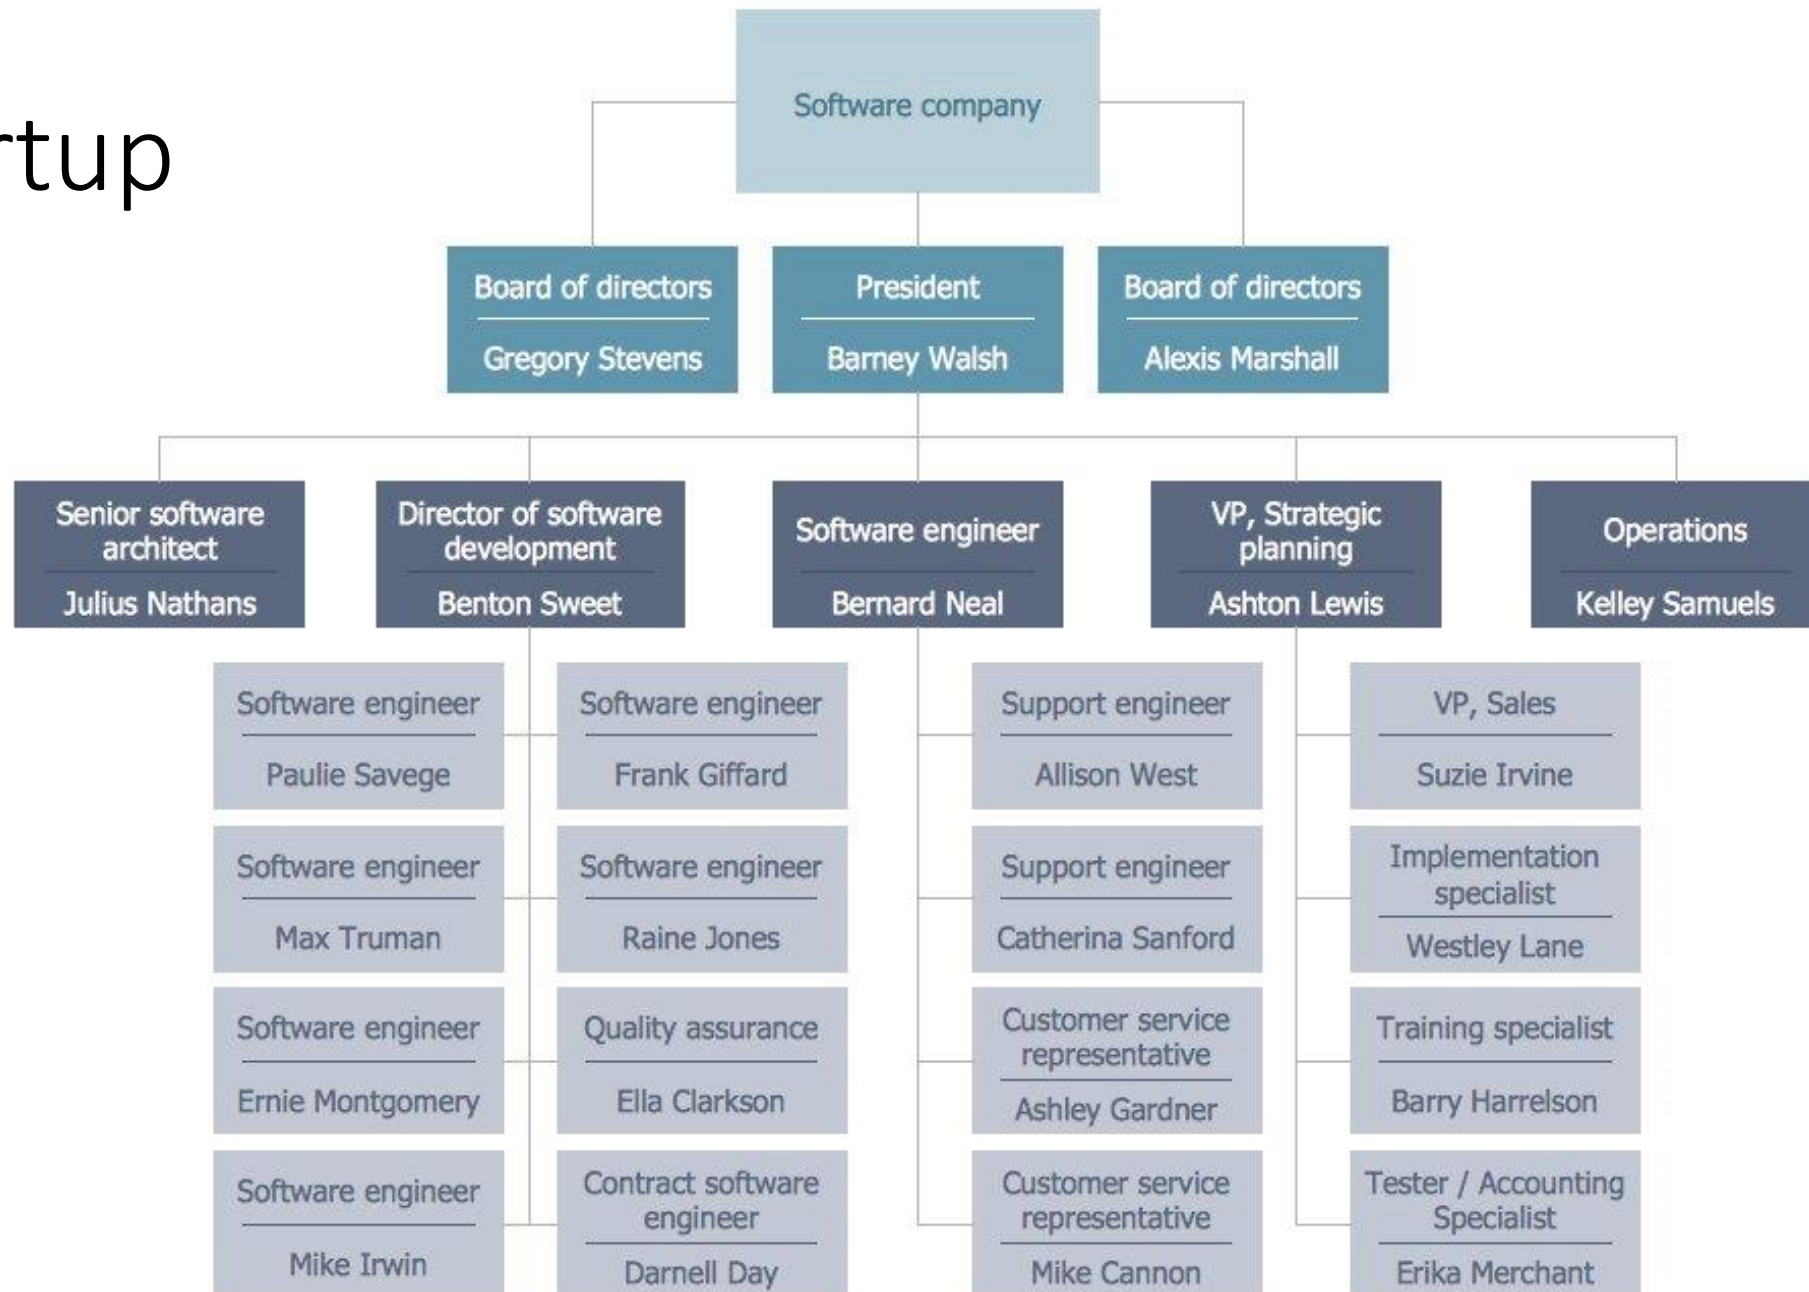 rtup
Software company
Board of directors
Gregory Stevens
President
Barney Walsh
Board of directors
Alexis Marshall
Senior software
architect
Julius Nathans
Director of software
development
Benton Sweet
Software engineer
Bernard Neal
VP, Strategic
planning
Ashton Lewis
Operations
Kelley Samuels
Software engineer
Paulie Savege
Software engineer
Frank Giffard
Support engineer
Allison West
VP, Sales
Suzie Irvine
Software engineer
Max Truman
Software engineer
Raine Jones
Support engineer
Catherina Sanford
Implementation
specialist
Westley Lane
Software engineer
Ernie Montgomery
Quality assurance
Ella Clarkson
Customer service
representative
Ashley Gardner
Training specialist
Barry Harrelson
Software engineer
Mike Irwin
Contract software
engineer
Darnell Day
Customer service
representative
Mike Cannon
Tester / Accounting
Specialist
Erika Merchant